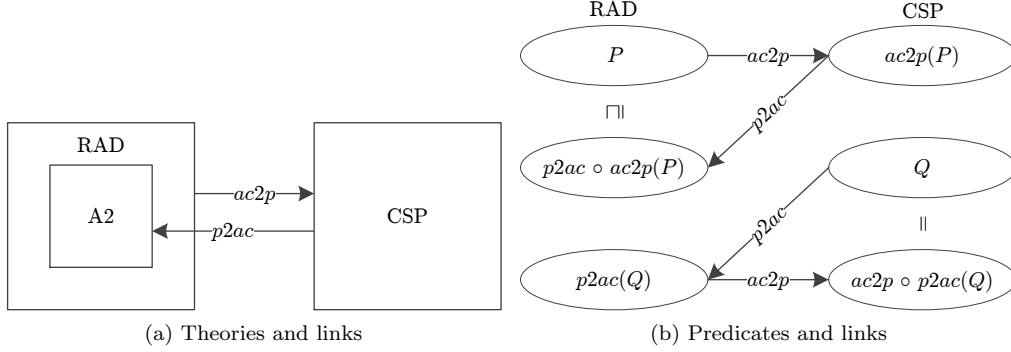 RAD
A2
ac2p
p2ac
CSP
(a) Theories and links
RAD
CSP
P
ac2p
ac2p(P)
p2ac
⊓||
p2ac ∘ ac2p(P)
Q
p2ac
||
p2ac(Q)
ac2p
ac2p ∘ p2ac(Q)
(b) Predicates and links